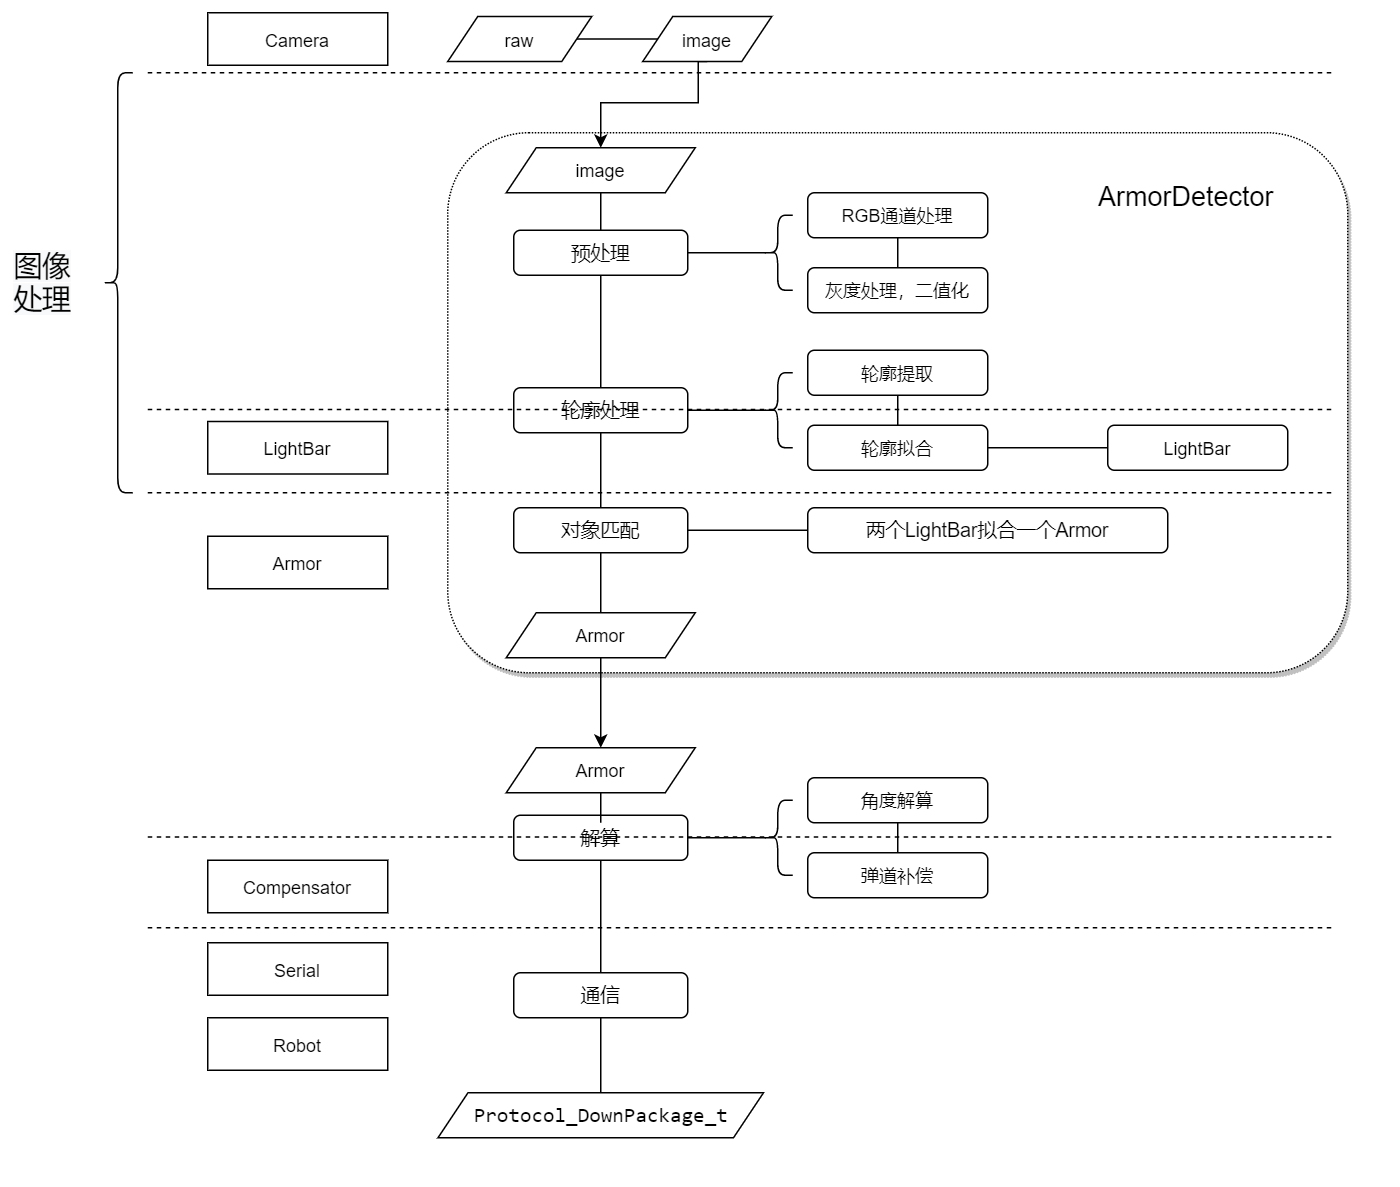 Camera
raw
image
image
ArmorDetector
RGB通道处理
预处理
灰度处理，二值化
图像
处理
轮廓提取
轮廓处理
LightBar
轮廓拟合
LightBar
对象匹配
两个LightBar拟合一个Armor
Armor
Armor
Armor
角度解算
解算
弹道补偿
Compensator
Serial
通信
Robot
Protocol_DownPackage_t